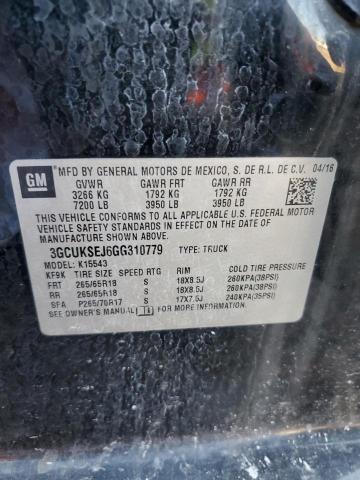 GM
MFD BY GENERAL MOTORS DE MEXICO, S. DE R.L. DE C.V. 04/16
GVWR GAWR FRT GAWR RR
3266 KG 1792 KG 1792 KG
7200 LB 3950 LB 3950 LB
THIS VEHICLE CONFORMS TO ALL APPLICABLE U.S. FEDERAL MOTOR
VEHICLE SAFETY AND THEFT PREVENTION STANDARDS IN EFFECT ON
THE DATE OF MANUFACTURE SHOWN ABOVE.
3GCUKSEJ6GG310779 TYPE: TRUCK
MODEL: K15543
KF9K TIRE SIZE SPEED RTG RIM COLD TIRE PRESSURE
FRT 265/65R18 S 18X8.5J 260KPA(38PSI)
RR 265/65R18 S 18X8.5J 260KPA(38PSI)
SPA P265/70R17 S 17X7.5J 240KPA(35PSI)
SEE OWNER'S MANUAL FOR MORE INFORMATION.